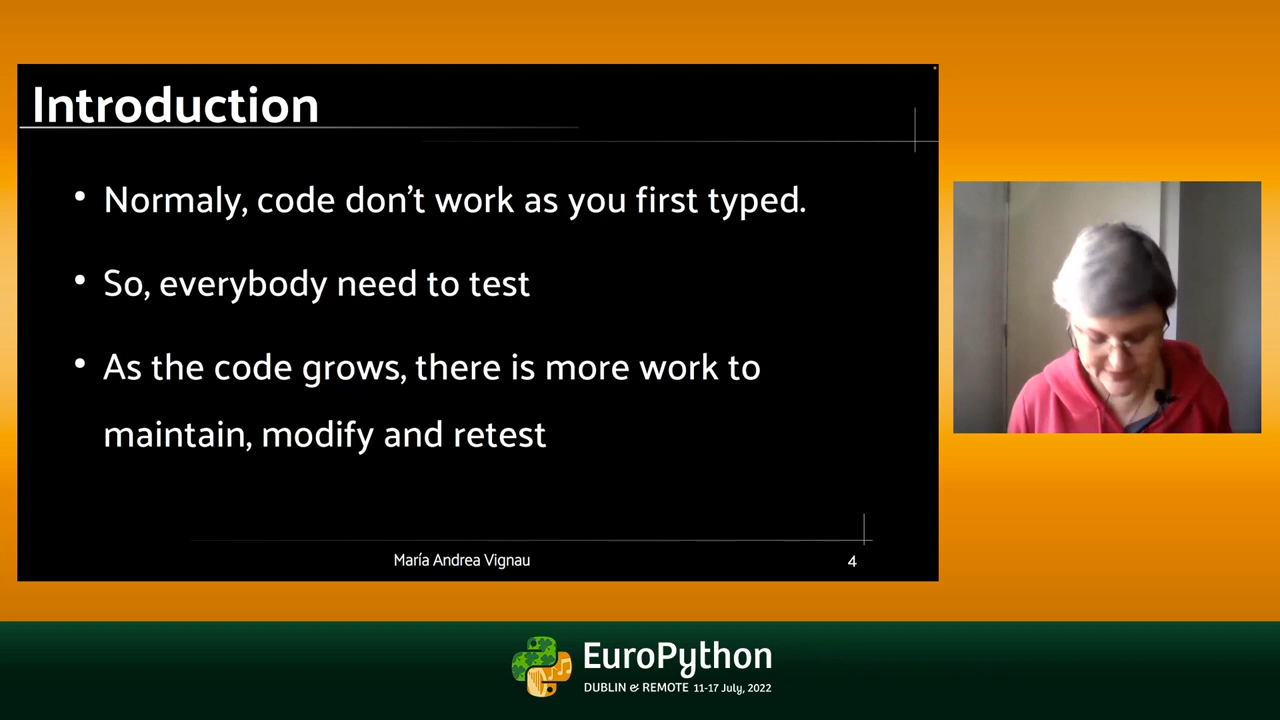 Introduction
• Normaly, code don't work as you first typed.
• So, everybody need to test
• As the code grows, there is more work to
maintain, modify and retest
María Andrea Vignau
4
EuroPython
DUBLIN & REMOTE 11-17 July, 2022